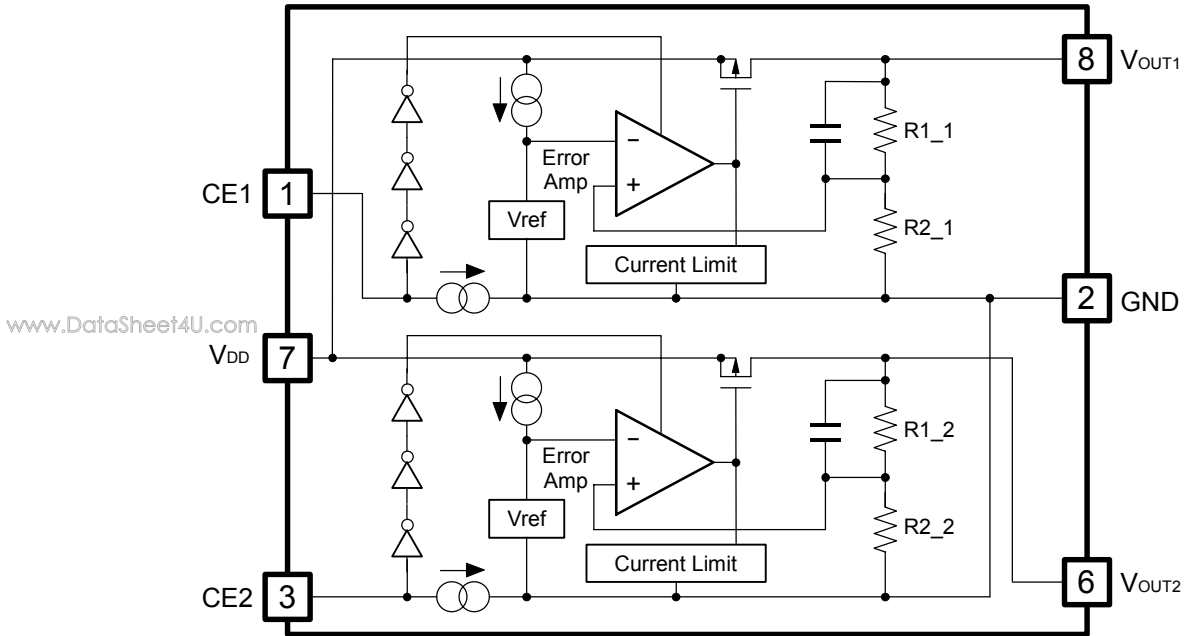 8 VOUT1
R1_1
Error
Amp
−
+
CE1 1
Vref
R2_1
Current Limit
2 GND
www.DataSheet4U.com
VDD 7
R1_2
Error
Amp
−
+
Vref
R2_2
Current Limit
CE2 3
6 VOUT2